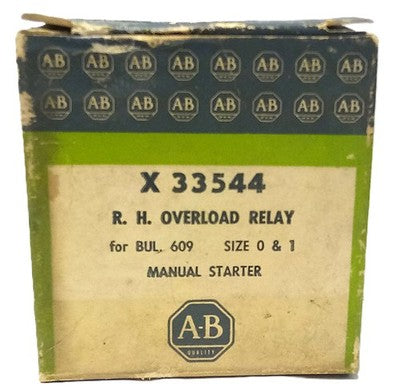 AB AB AB AB AB AB AB AB
AB AB AB AB AB AB AB AB
X 33544
R. H. OVERLOAD RELAY
for BUL. 609 SIZE 0 & 1
MANUAL STARTER
A-B
QUALITY